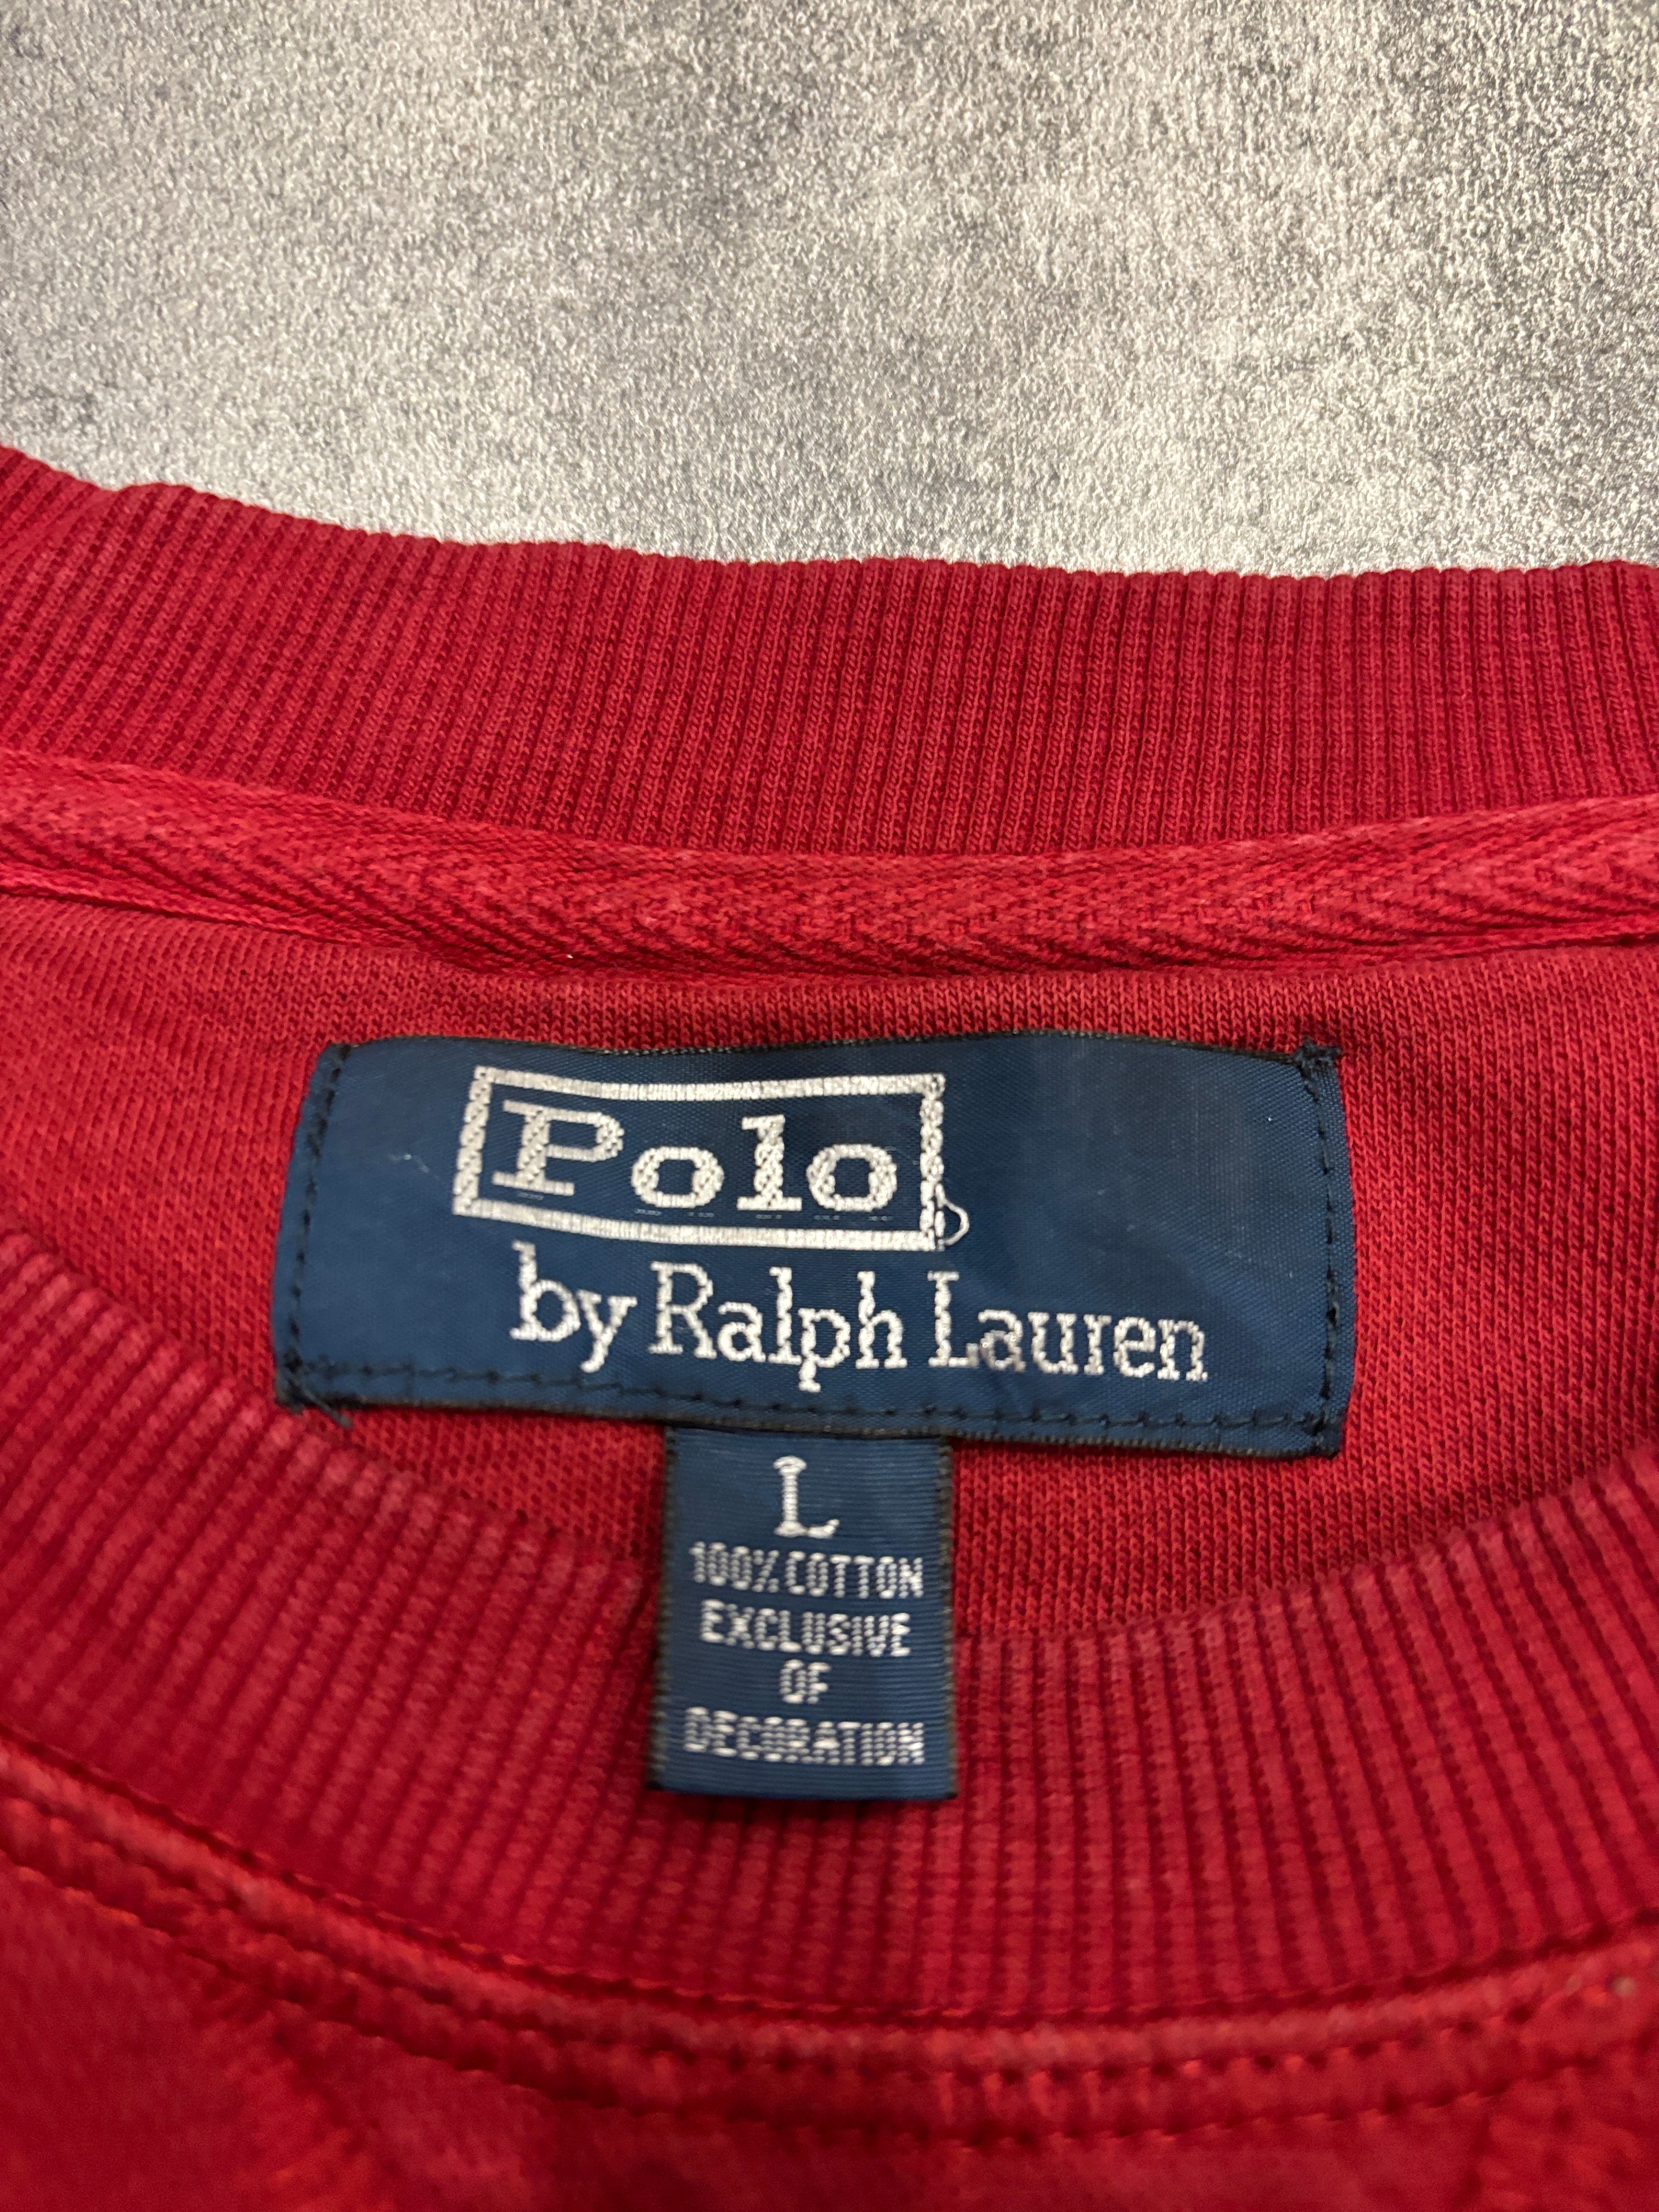 Polo
by Ralph Lauren
L
100% COTTON
EXCLUSIVE
OF
DECORATION